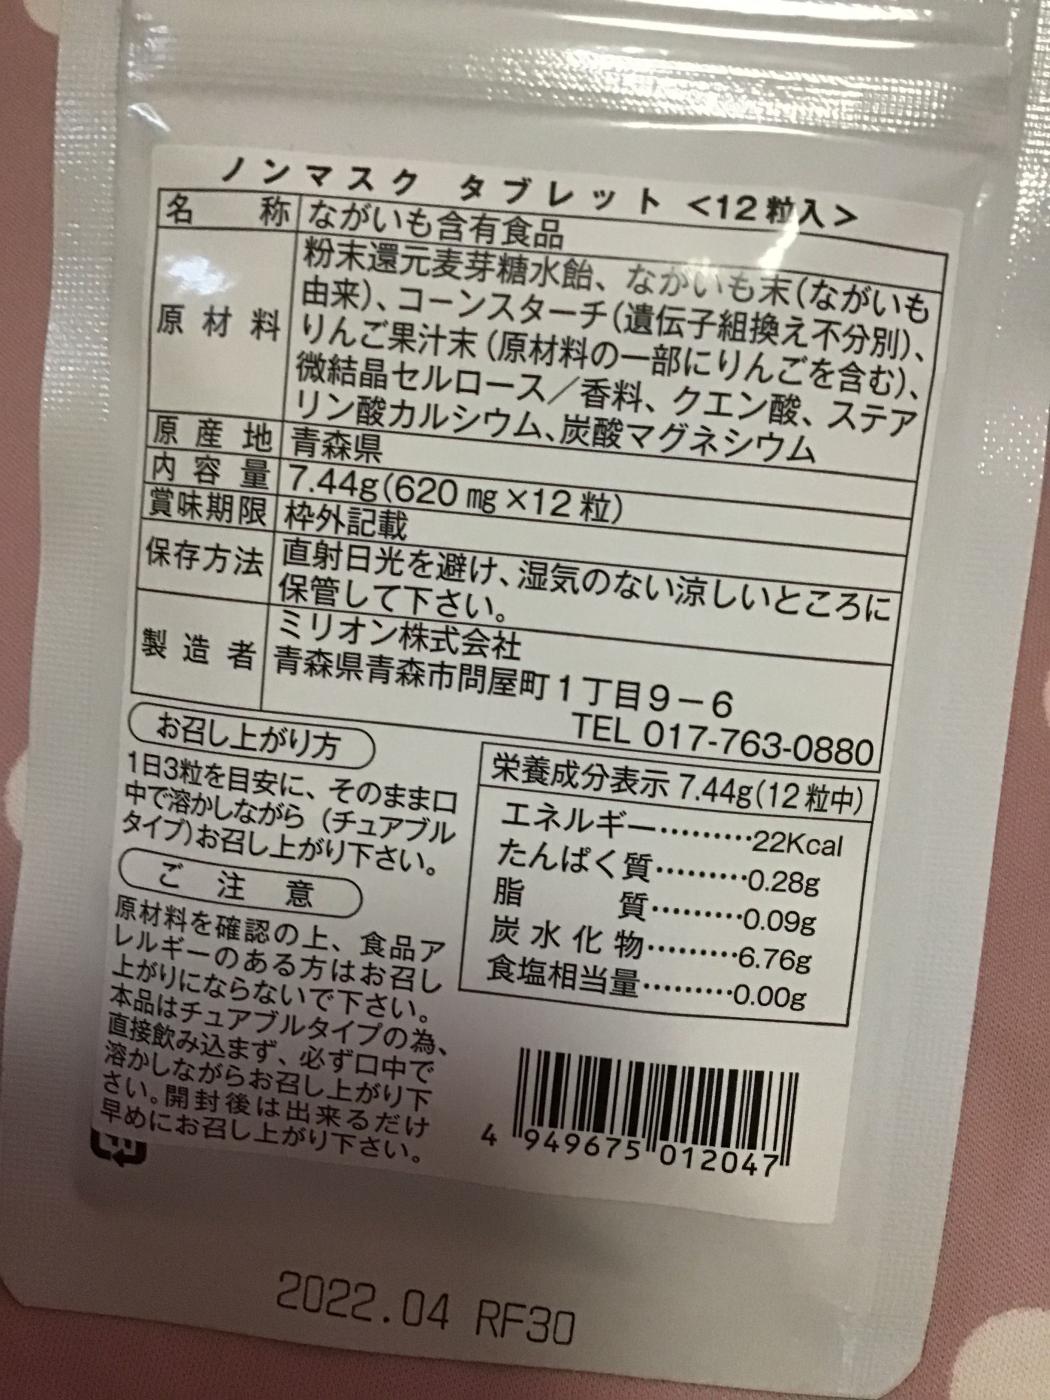 ノンマスク タブレット <12粒入>
名称 ながいも含有食品
原材料 粉末還元麦芽糖水飴、ながいも末(ながいも
由来)、コーンスターチ(遺伝子組換え不分別)、
りんご果汁末(原材料の一部にりんごを含む)、
微結晶セルロース/香料、クエン酸、ステア
リン酸カルシウム、炭酸マグネシウム
原産地 青森県
内容量 7.44g(620㎎×12粒)
賞味期限 枠外記載
保存方法 直射日光を避け、湿気のない涼しいところに
保管して下さい。
製造者 ミリオン株式会社
青森県青森市問屋町1丁目9-6
TEL 017-763-0880
お召し上がり方
1日3粒を目安に、そのまま口
中で溶かしながら(チュアブル
タイプ)お召し上がり下さい。
ご注意
原材料を確認の上、食品ア
レルギーのある方はお召し
上がりにならないで下さい。
本品はチュアブルタイプの為、
直接飲み込まず、必ず口中で
溶かしながらお召し上がり下
さい。開封後は出来るだけ
早めにお召し上がり下さい。
栄養成分表示 7.44g(12粒中)
エネルギー………22Kcal
たんぱく質………0.28g
脂質………0.09g
炭水化物………6.76g
食塩相当量………0.00g
4 949675 012047
2022.04 RF30